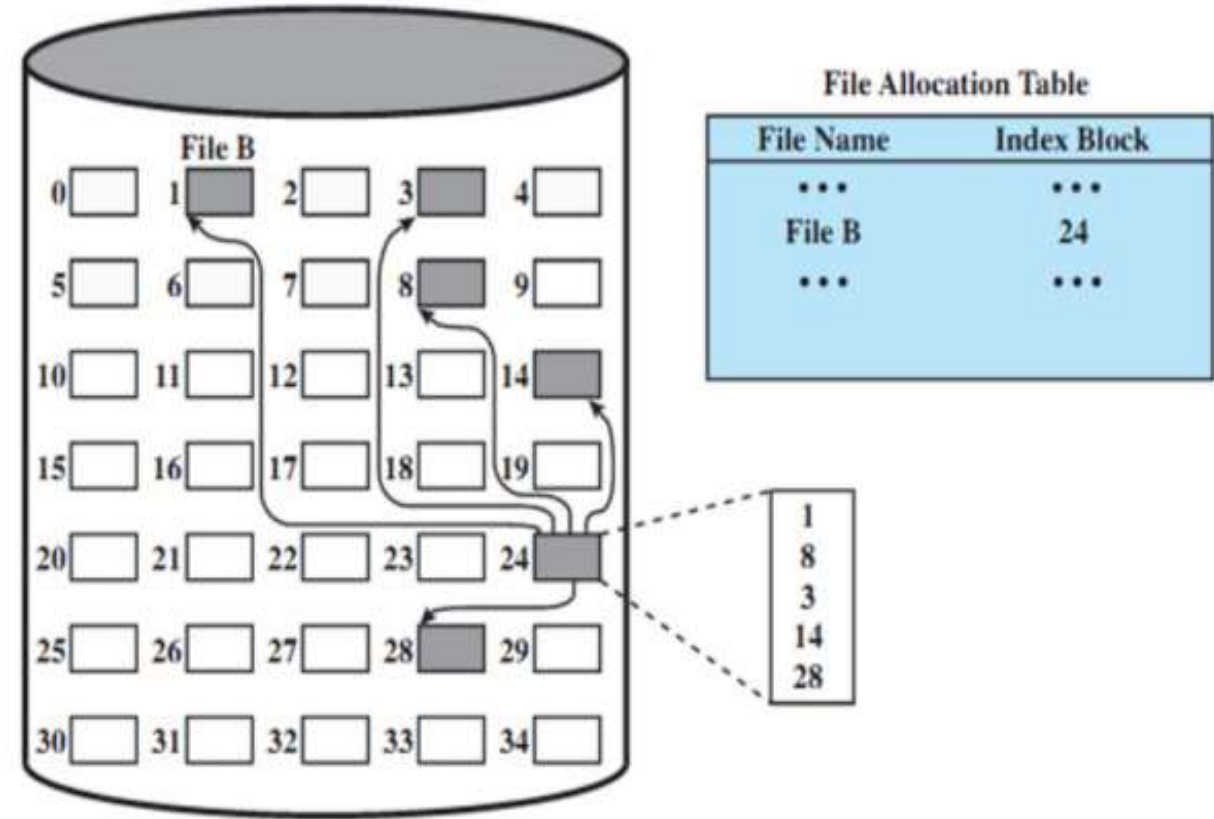 File Allocation Table
File Name Index Block
••• •••
File B 24
••• •••
File B
0 1 2 3 4
5 6 7 8 9
10 11 12 13 14
15 16 17 18 19
20 21 22 23 24
25 26 27 28 29
30 31 32 33 34
1
8
3
14
28